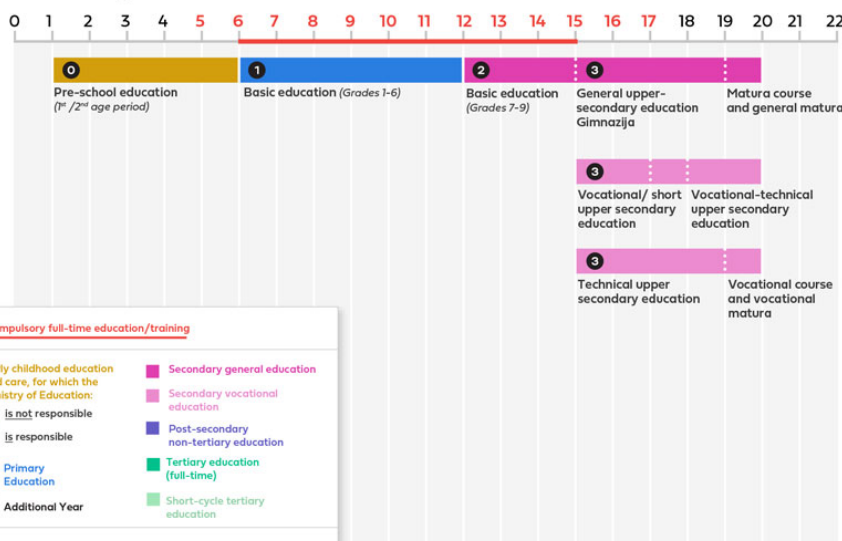 0 1 2 3 4 5 6 7 8 9 10 11 12 13 14 15 16 17 18 19 20 21 22
0 1 2 3
Pre-school education
(1st /2nd age period)
Basic education (Grades 1-6)
Basic education
(Grades 7-9)
General upper-
secondary education
Gimnazija
Matura course
and general matura
3
Vocational/ short
upper secondary
education
Vocational-technical
upper secondary
education
3
Technical upper
secondary education
Vocational course
and vocational
matura
mpulsory full-time education/training
ly childhood education
d care, for which the
istry of Education:
is not responsible
is responsible
Primary
Education
Additional Year
Secondary general education
Secondary vocational
education
Post-secondary
non-tertiary education
Tertiary education
(full-time)
Short-cycle tertiary
education